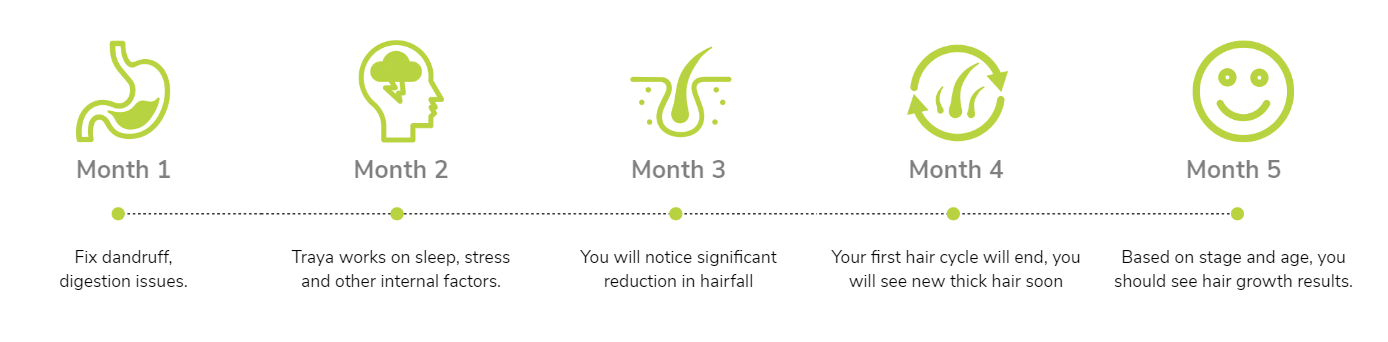 Month 1
Month 2
Month 3
Month 4
Month 5
Fix dandruff,
digestion issues.
Traya works on sleep, stress
and other internal factors.
You will notice significant
reduction in hairfall
Your first hair cycle will end, you
will see new thick hair soon
Based on stage and age, you
should see hair growth results.